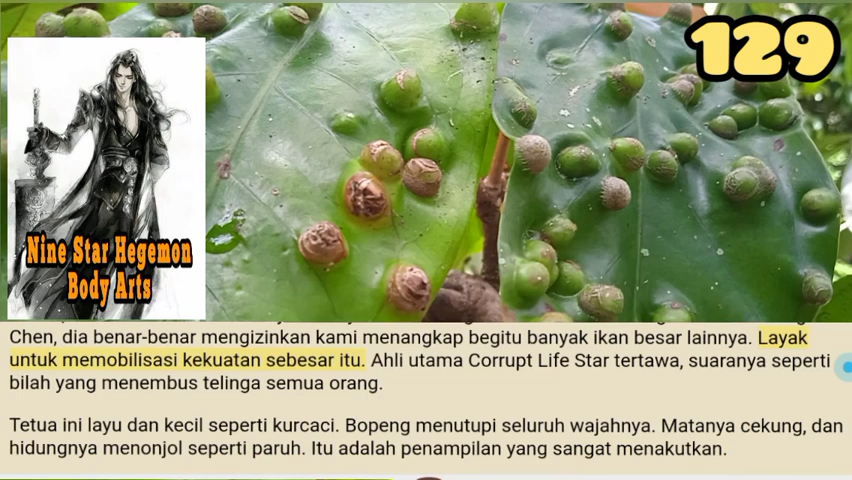 129
Nine Star Hegemon
Body Arts
Chen, dia benar-benar mengizinkan kami menangkap begitu banyak ikan besar lainnya. Layak
untuk memobilisasi kekuatan sebesar itu. Ahli utama Corrupt Life Star tertawa, suaranya seperti
bilah yang menembus telinga semua orang.
Tetua ini layu dan kecil seperti kurcaci. Bopeng menutupi seluruh wajahnya. Matanya cekung, dan
hidungnya menonjol seperti paruh. Itu adalah penampilan yang sangat menakutkan.